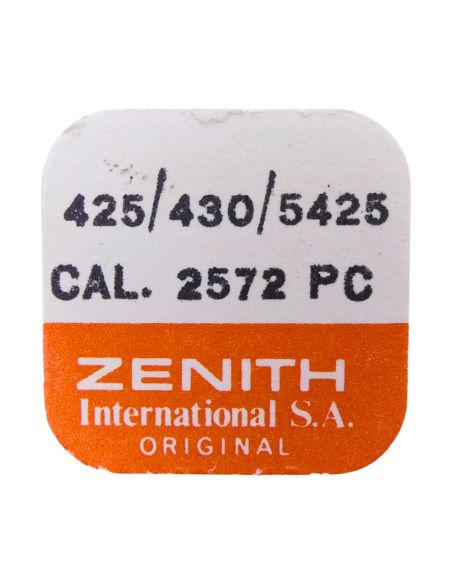 425/430/5425
CAL. 2572 PC
ZENITH
International S.A.
ORIGINAL